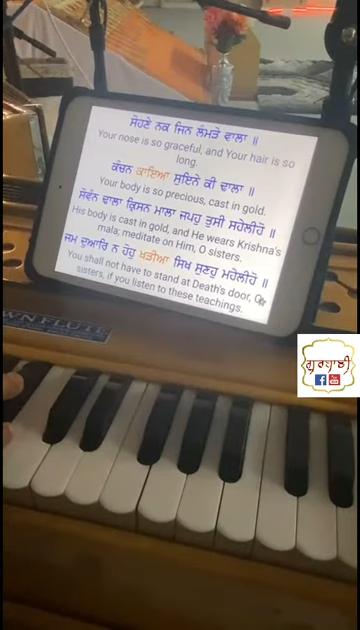 ਸੋਹਣੇ ਨਕ ਜਿਨ ਲੰਮੜੇ ਵਾਲਾ ॥
Your nose is so graceful, and Your hair is so
long.
ਕੰਚਨ ਕਾਇਆ ਸੁਇਨੇ ਕੀ ਢਾਲਾ ॥
Your body is so precious, cast in gold.
ਸੋਵੰਨ ਢਾਲਾ ਕ੍ਰਿਸਨ ਮਾਲਾ ਜਪਹੁ ਤੁਸੀ ਸਹੇਲੀਹੋ ॥
His body is cast in gold, and He wears Krishna's
mala; meditate on Him, O sisters.
ਜਮ ਦੁਆਰਿ ਨ ਹੋਹੁ ਖੜੀਆ ਸਿਖ ਸੁਣਹੁ ਮਹੇਲੀਹੋ ॥
You shall not have to stand at Death's door, O
sisters, if you listen to these teachings.
WNFLUTE
ਗੁਰਬਾਣੀ
f You